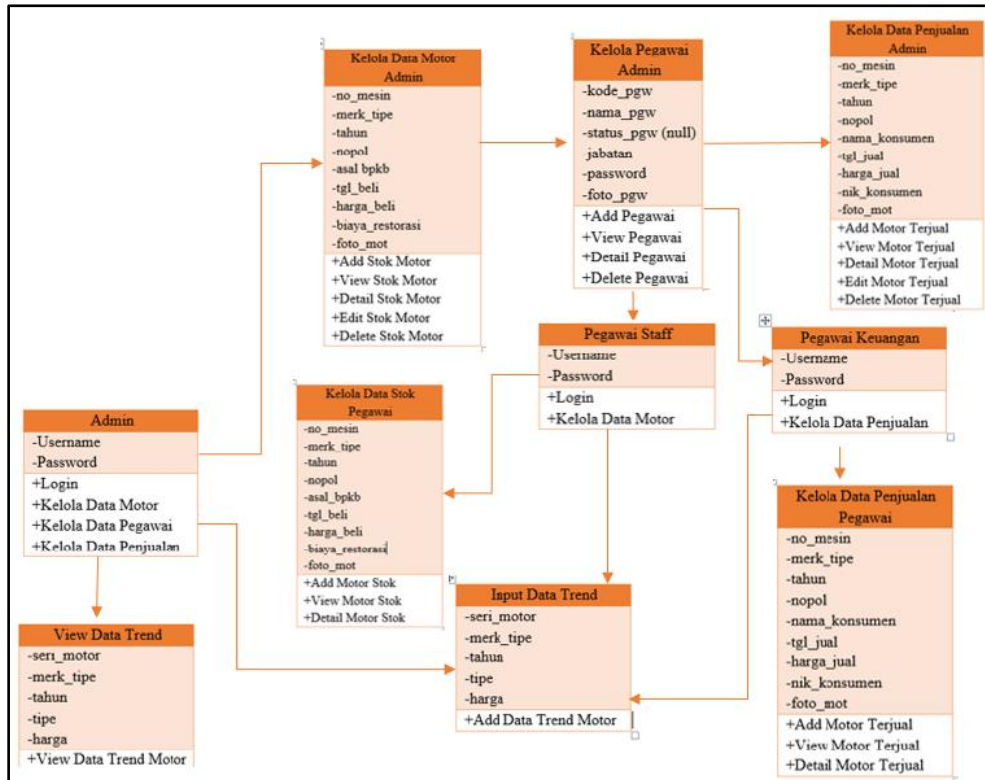 Kelola Data Motor
Admin
-no_mesin
-merk_tipe
-tahun
-nopol
-asal bpkb
-tgl_beli
-harga_beli
-biaya_restorasi
-foto_mot
+Add Stok Motor
+View Stok Motor
+Detail Stok Motor
+Edit Stok Motor
+Delete Stok Motor
Kelola Pegawai
Admin
-kode_pgw
-nama_pgw
-status_pgw (null)
-jabatan
-password
-foto_pgw
+Add Pegawai
+View Pegawai
+Detail Pegawai
+Delete Pegawai
Kelola Data Penjualan
Admin
-no_mesin
-merk_tipe
-tahun
-nopol
-nama_konsumen
-tgl_jual
-harga_jual
-nik_konsumen
-foto_mot
+Add Motor Terjual
+View Motor Terjual
+Detail Motor Terjual
+Edit Motor Terjual
+Delete Motor Terjual
Pegawai Staff
-Username
-Password
+Login
+Kelola Data Motor
Pegawai Keuangan
-Username
-Password
+Login
+Kelola Data Penjualan
Kelola Data Stok
Pegawai
-no_mesin
-merk_tipe
-tahun
-nopol
-asal_bpkb
-tgl_beli
-harga_beli
-biaya_restorasi
-foto_mot
+Add Motor Stok
+View Motor Stok
+Detail Motor Stok
Admin
-Username
-Password
+Login
+Kelola Data Motor
+Kelola Data Pegawai
+Kelola Data Penjualan
View Data Trend
-seri_motor
-merk_tipe
-tahun
-tipe
-harga
+View Data Trend Motor
Input Data Trend
-seri_motor
-merk_tipe
-tahun
-tipe
-harga
+Add Data Trend Motor
Kelola Data Penjualan
Pegawai
-no_mesin
-merk_tipe
-tahun
-nopol
-nama_konsumen
-tgl_jual
-harga_jual
-nik_konsumen
-foto_mot
+Add Motor Terjual
+View Motor Terjual
+Detail Motor Terjual